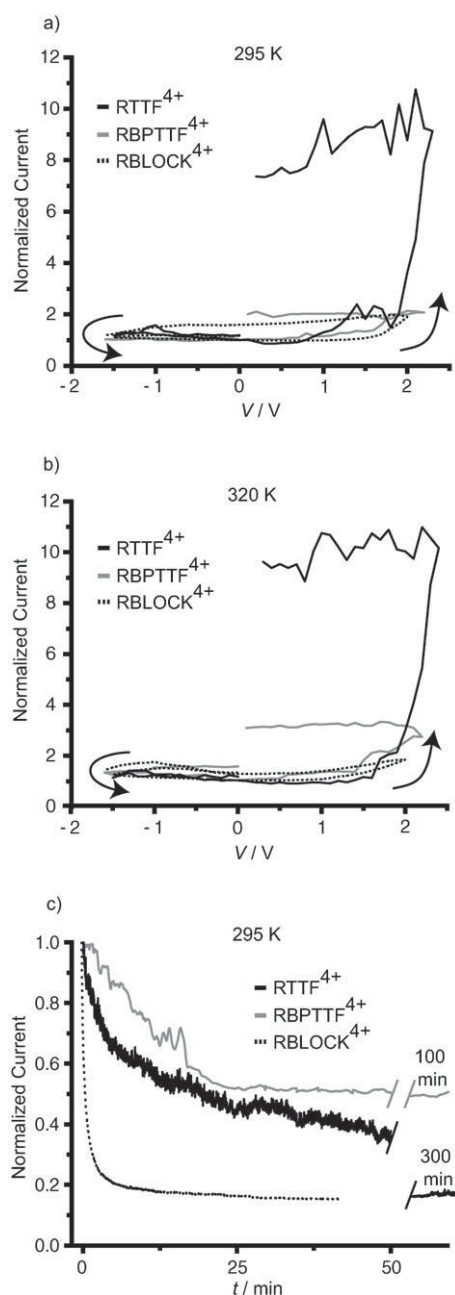 a)
295 K
12
10
8
6
4
2
0
Normalized Current
RTTF4+
RBPTTF4+
RBLOCK4+
-2
-1
0
1
2
V / V
b)
320 K
12
10
8
6
4
2
0
Normalized Current
RTTF4+
RBPTTF4+
RBLOCK4+
-2
-1
0
1
2
V / V
c)
295 K
1.0
0.8
0.6
0.4
0.2
0.0
Normalized Current
RTTF4+
RBPTTF4+
RBLOCK4+
100
min
300
min
0
25
50
t / min